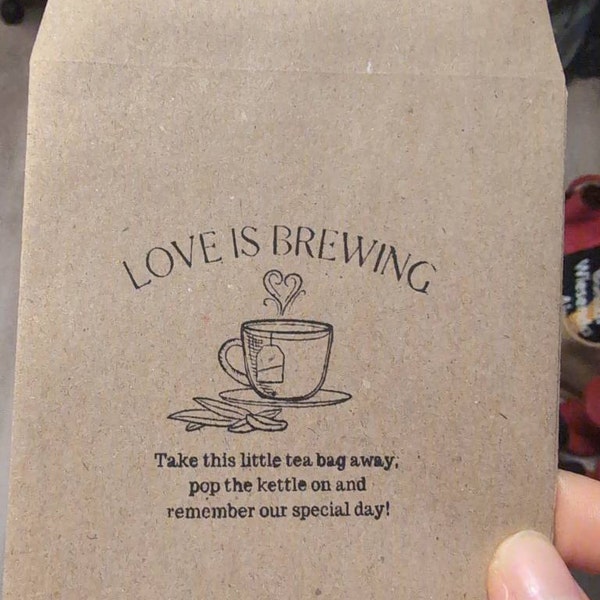 LOVE IS BREWING
Take this little tea bag away,
pop the kettle on and
remember our special day!